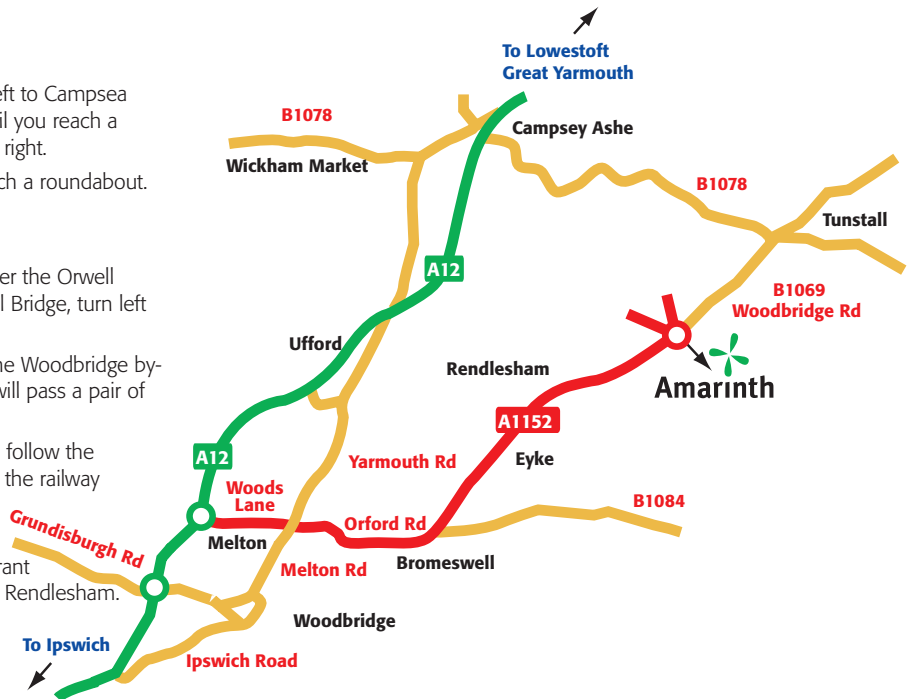 eft to Campsea
il you reach a
right.
ch a roundabout.
er the Orwell
l Bridge, turn left
ne Woodbridge by-
will pass a pair of
follow the
the railway
rant
Rendlesham.
To Lowestoft
Great Yarmouth
B1078
Campsey Ashe
Wickham Market
B1078
Tunstall
A12
B1069
Woodbridge Rd
Ufford
Rendlesham
Amarinth
A1152
Eyke
A12
Yarmouth Rd
Woods
Lane
B1084
Orford Rd
Grundisburgh Rd
Melton
Bromeswell
Melton Rd
Woodbridge
To Ipswich
Ipswich Road